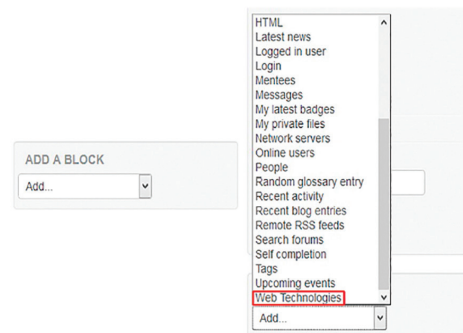 ADD A BLOCK
Add...
HTML
Latest news
Logged in user
Login
Mentees
Messages
My latest badges
My private files
Network servers
Online users
People
Random glossary entry
Recent activity
Recent blog entries
Remote RSS feeds
Search forums
Self completion
Tags
Upcoming events
Web Technologies
Add...